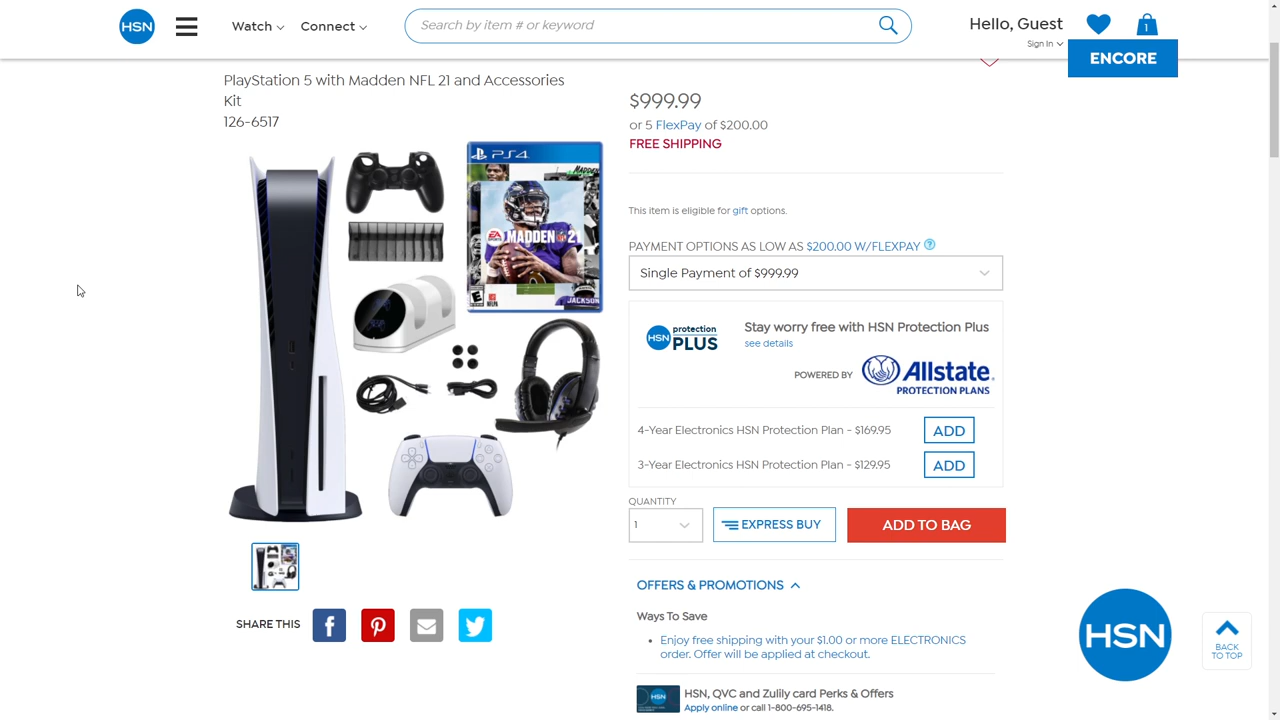 HSN
Watch
Connect
Search by item # or keyword
Hello, Guest
Sign In
1
ENCORE
PlayStation 5 with Madden NFL 21 and Accessories
Kit
126-6517
PS4
MADDEN 21
EA SPORTS
E
NFLPA
JACKSON
$999.99
or 5 FlexPay of $200.00
FREE SHIPPING
This item is eligible for gift options.
PAYMENT OPTIONS AS LOW AS $200.00 W/FLEXPAY ?
Single Payment of $999.99
HSN protection PLUS
Stay worry free with HSN Protection Plus
see details
POWERED BY Allstate
PROTECTION PLANS
4-Year Electronics HSN Protection Plan - $169.95 ADD
3-Year Electronics HSN Protection Plan - $129.95 ADD
QUANTITY
1
EXPRESS BUY
ADD TO BAG
SHARE THIS
OFFERS & PROMOTIONS
Ways To Save
• Enjoy free shipping with your $1.00 or more ELECTRONICS
order. Offer will be applied at checkout.
HSN
HSN, QVC and Zulily card Perks & Offers
Apply online or call 1-800-695-1418.
HSN
BACK
TO TOP